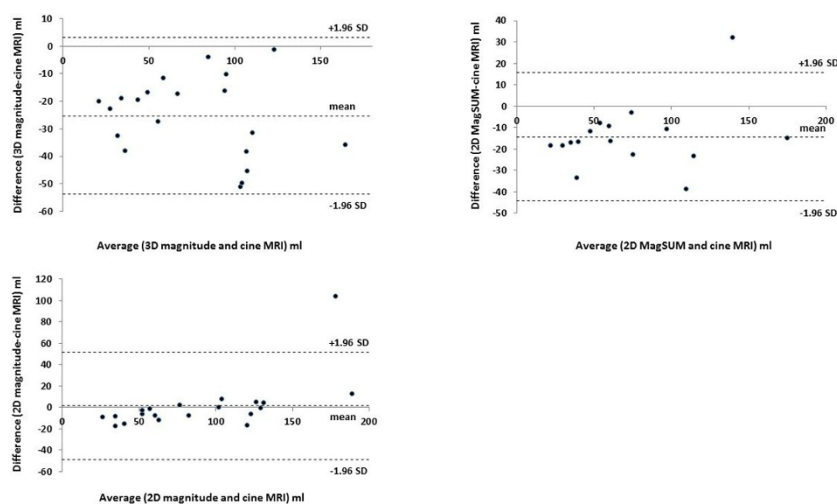 Difference (3D magnitude-cine MRI) ml
10
0
-10
-20
-30
-40
-50
-60
0
50
100
150
+1.96 SD
mean
-1.96 SD
Average (3D magnitude and cine MRI) ml
Difference (2D MagSUM-cine MRI) ml
40
30
20
10
0
-10
-20
-30
-40
-50
0
50
100
150
200
+1.96 SD
mean
-1.96 SD
Average (2D MagSUM and cine MRI) ml
Difference (2D magnitude-cine MRI) ml
120
100
80
60
40
20
0
-20
-40
-60
0
50
100
150
200
+1.96 SD
mean
-1.96 SD
Average (2D magnitude and cine MRI) ml